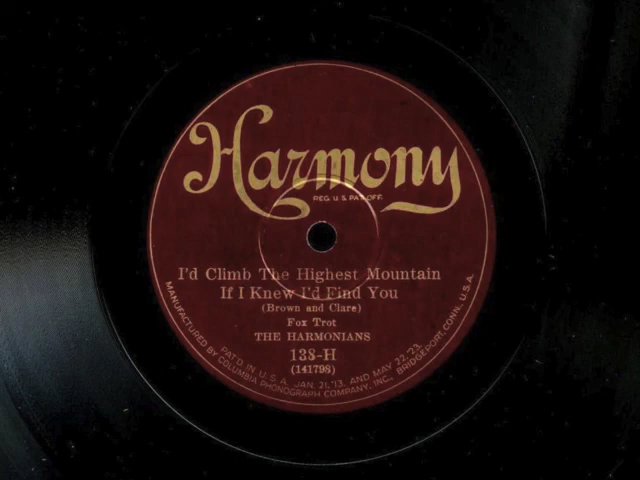 Harmony
REG. U.S. PAT. OFF.
I'd Climb The Highest Mountain
If I Knew I'd Find You
(Brown and Clare)
Fox Trot
THE HARMONIANS
138-H
(141798)
PAT'D. IN U.S.A. JAN. 21,'13. AND MAY 22-'23.
MANUFACTURED BY COLUMBIA PHONOGRAPH COMPANY, INC., BRIDGEPORT, CONN. U.S.A.